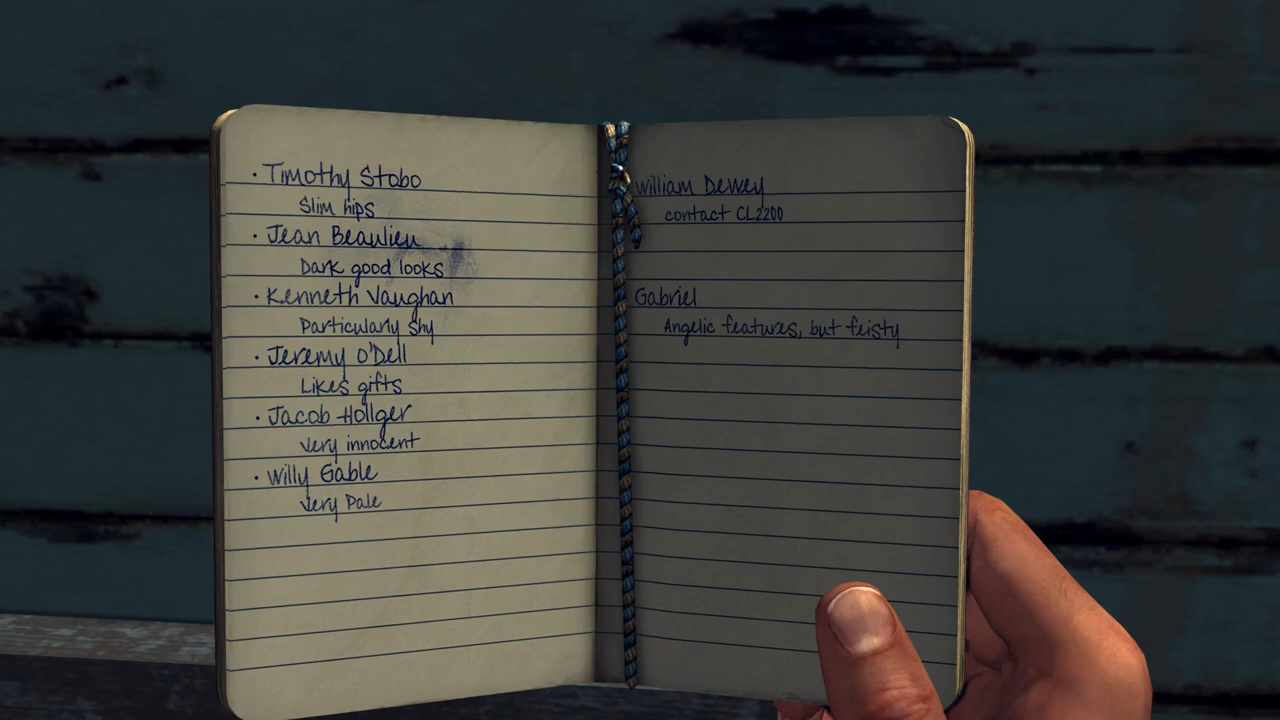 · Timothy Stobo
Slim hips
· Jean Beaulieu
Dark good looks
· Kenneth Vaughan
Particularly shy
· Jeremy O'Dell
Likes gifts
· Jacob Hollger
very innocent
· Willy Gable
very Pale
William Dewey
contact CL2200
Gabriel
Angelic features, but feisty